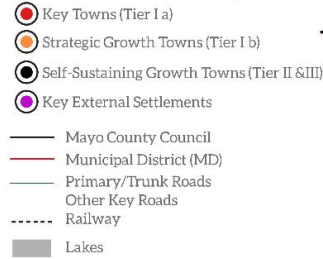 Key Towns (Tier I a)
Strategic Growth Towns (Tier I b)
Self-Sustaining Growth Towns (Tier II &III)
Key External Settlements
Mayo County Council
Municipal District (MD)
Primary/Trunk Roads
Other Key Roads
Railway
Lakes